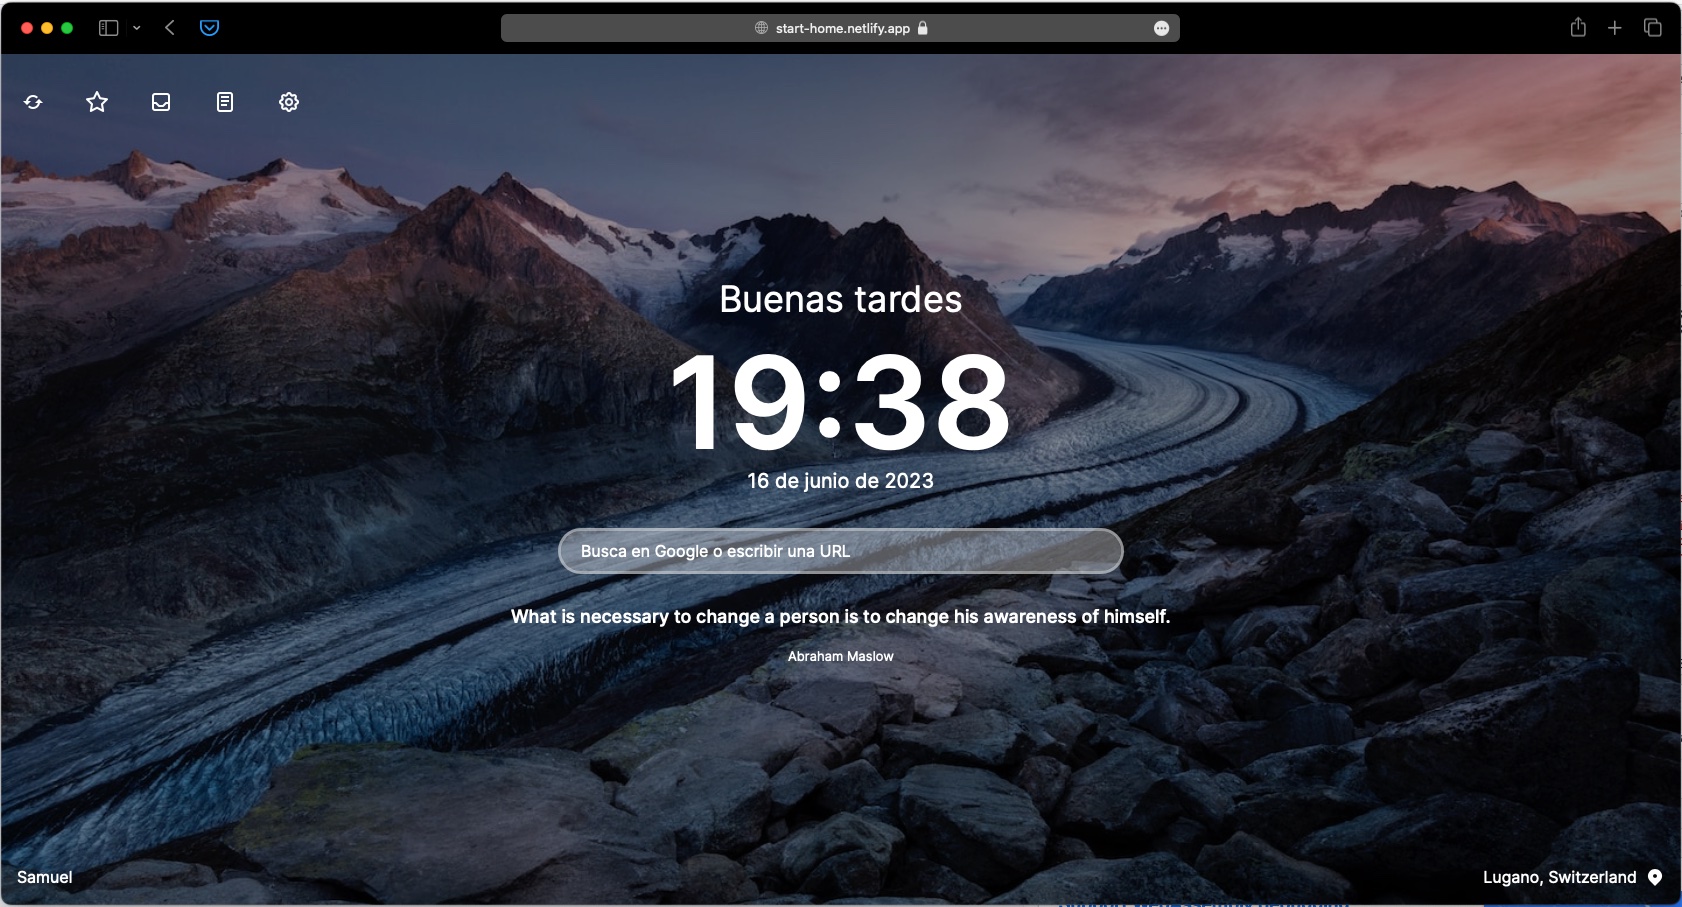 start-home.netlify.app
Buenas tardes
19:38
16 de junio de 2023
Busca en Google o escribir una URL
What is necessary to change a person is to change his awareness of himself.
Abraham Maslow
Samuel
Lugano, Switzerland